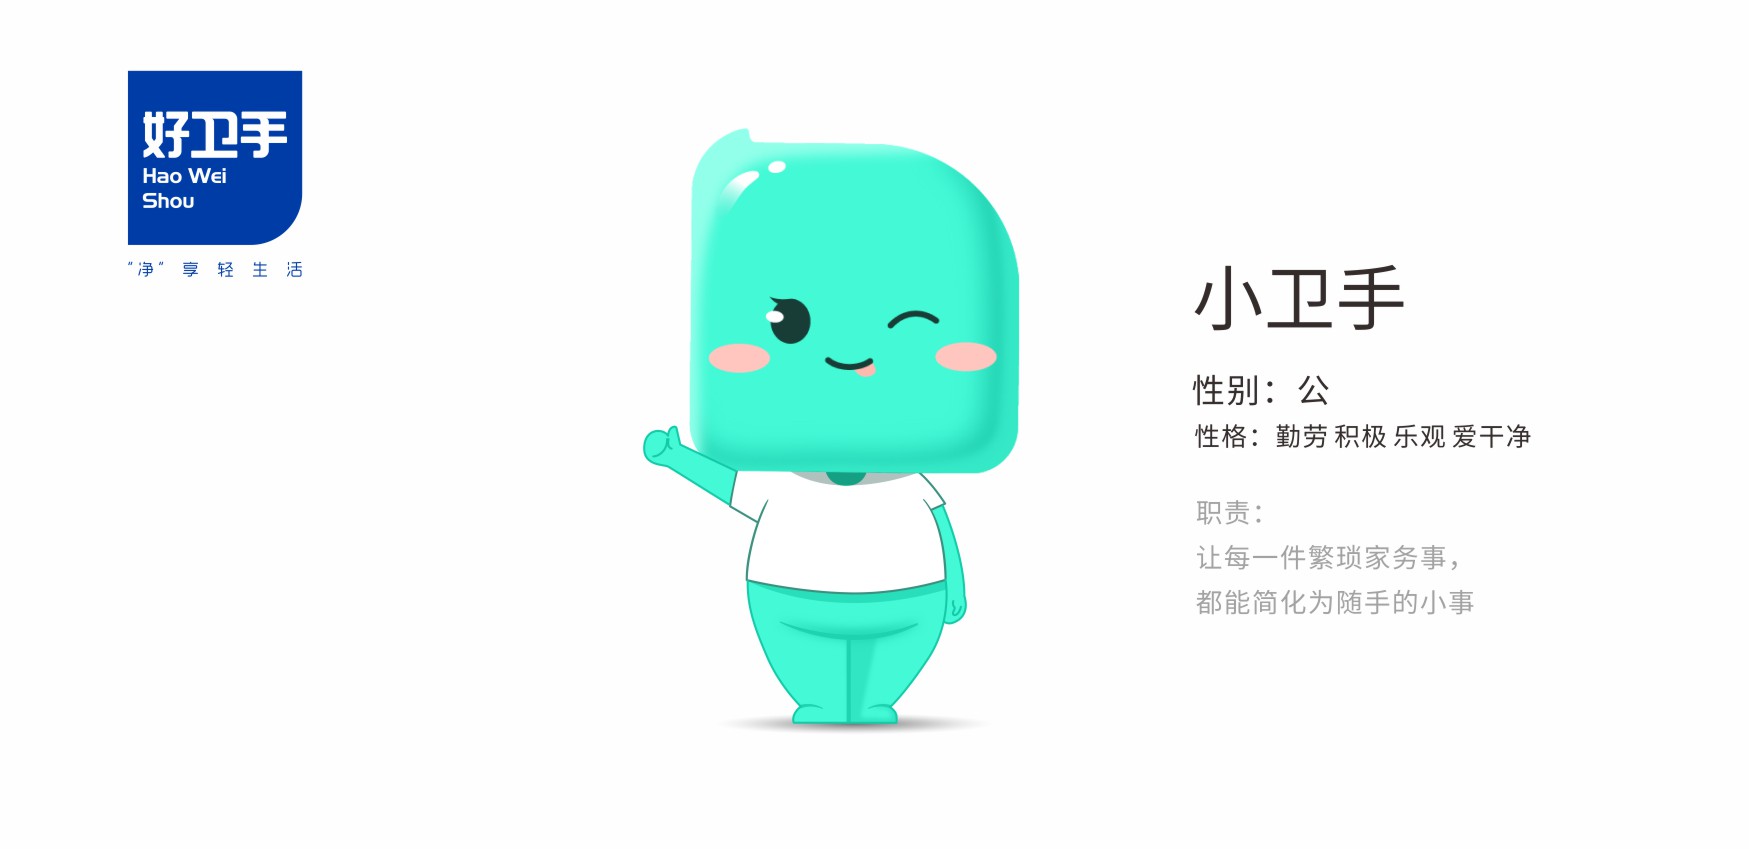 好卫手
Hao Wei
Shou
“净”享轻生活
小卫手
性别：公
性格：勤劳 积极 乐观 爱干净
职责：
让每一件繁琐家务事，
都能简化为随手的小事